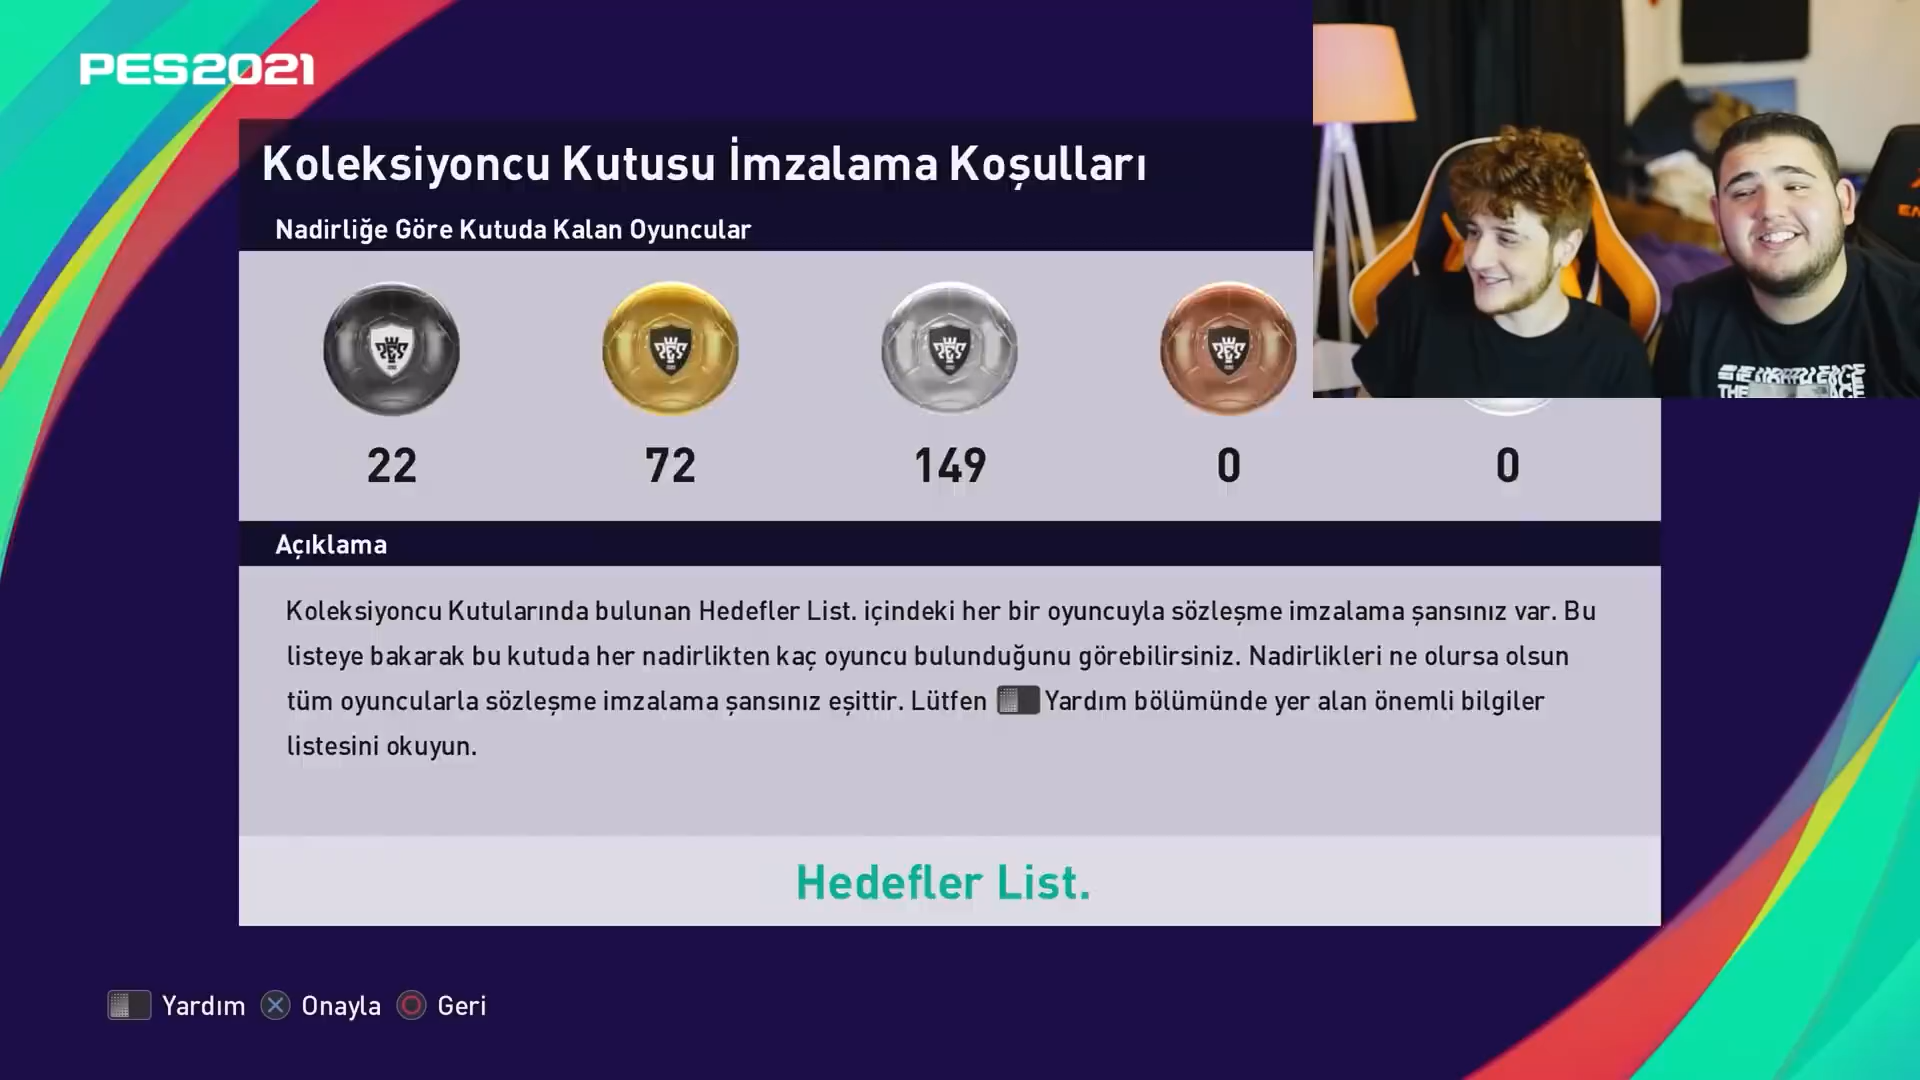 PES2021
Koleksiyoncu Kutusu İmzalama Koşulları
Nadirliğe Göre Kutuda Kalan Oyuncular
22 72 149 0 0
Açıklama
Koleksiyoncu Kutularında bulunan Hedefler List. içindeki her bir oyuncuyla sözleşme imzalama şansınız var. Bu
listeye bakarak bu kutuda her nadirlikten kaç oyuncu bulunduğunu görebilirsiniz. Nadirlikleri ne olursa olsun
tüm oyuncularla sözleşme imzalama şansınız eşittir. Lütfen Yardım bölümünde yer alan önemli bilgiler
listesini okuyun.
Hedefler List.
Yardım Onayla Geri